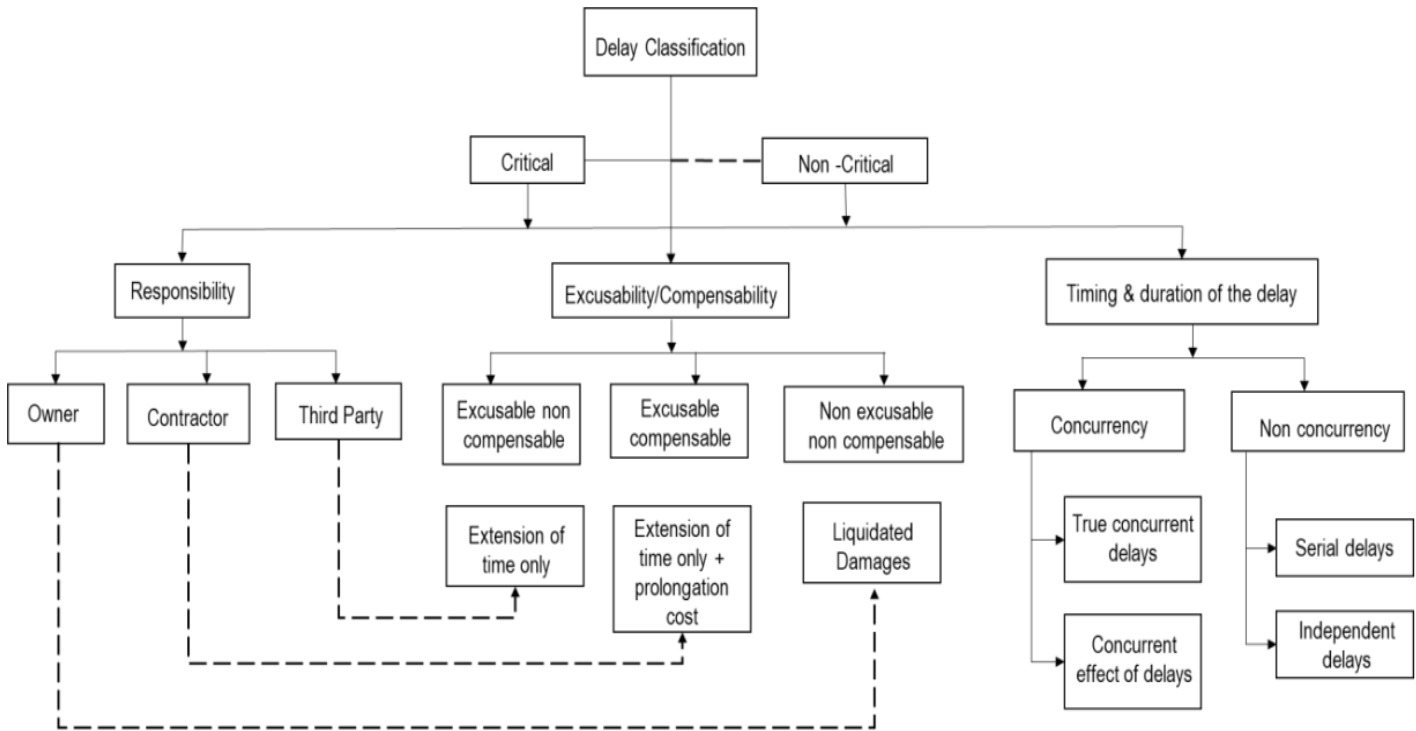 Delay Classification
Critical
Non -Critical
Responsibility
Excusability/Compensability
Timing & duration of the delay
Owner
Contractor
Third Party
Excusable non
compensable
Excusable
compensable
Non excusable
non compensable
Concurrency
Non concurrency
Extension of
time only
Extension of
time only +
prolongation
cost
Liquidated
Damages
True concurrent
delays
Serial delays
Concurrent
effect of delays
Independent
delays